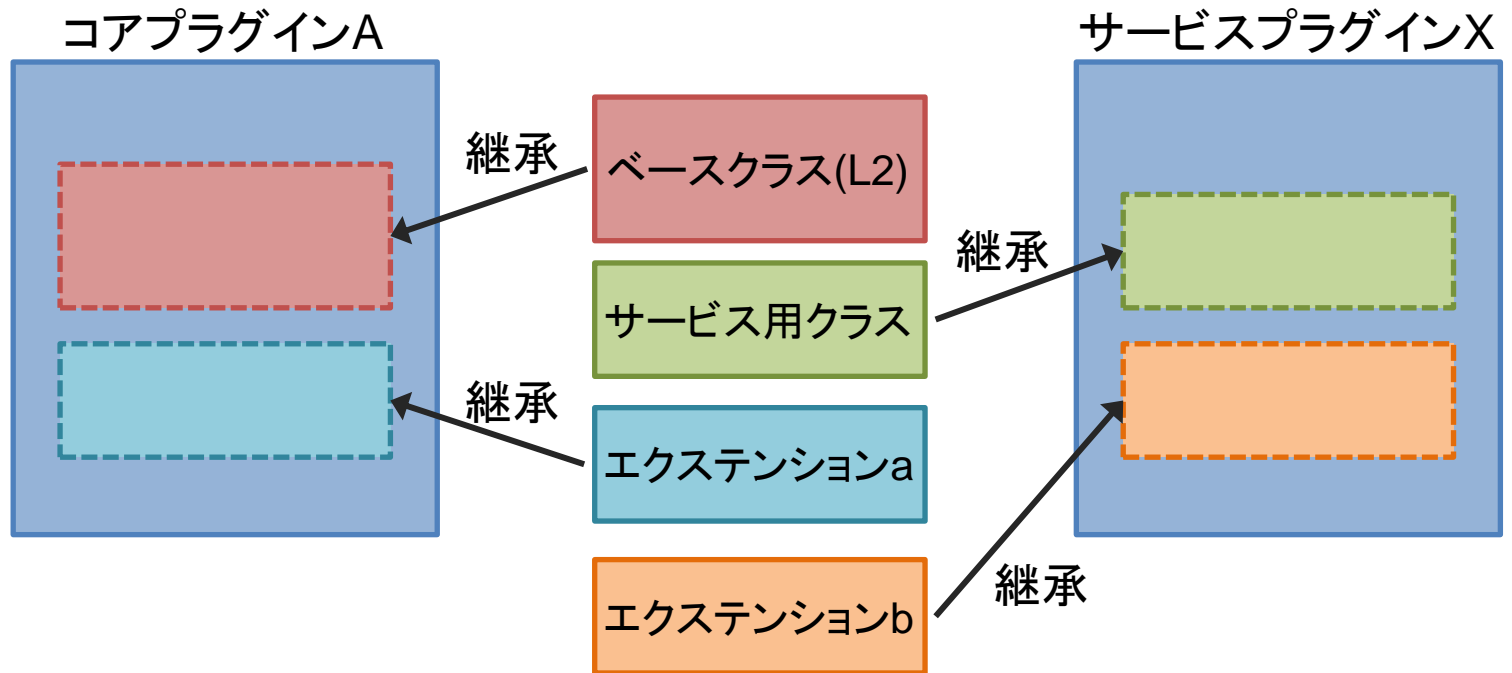 コアプラグインA
サービスプラグインX
継承
ベースクラス(L2)
継承
サービス用クラス
継承
エクステンションa
エクステンションb
継承